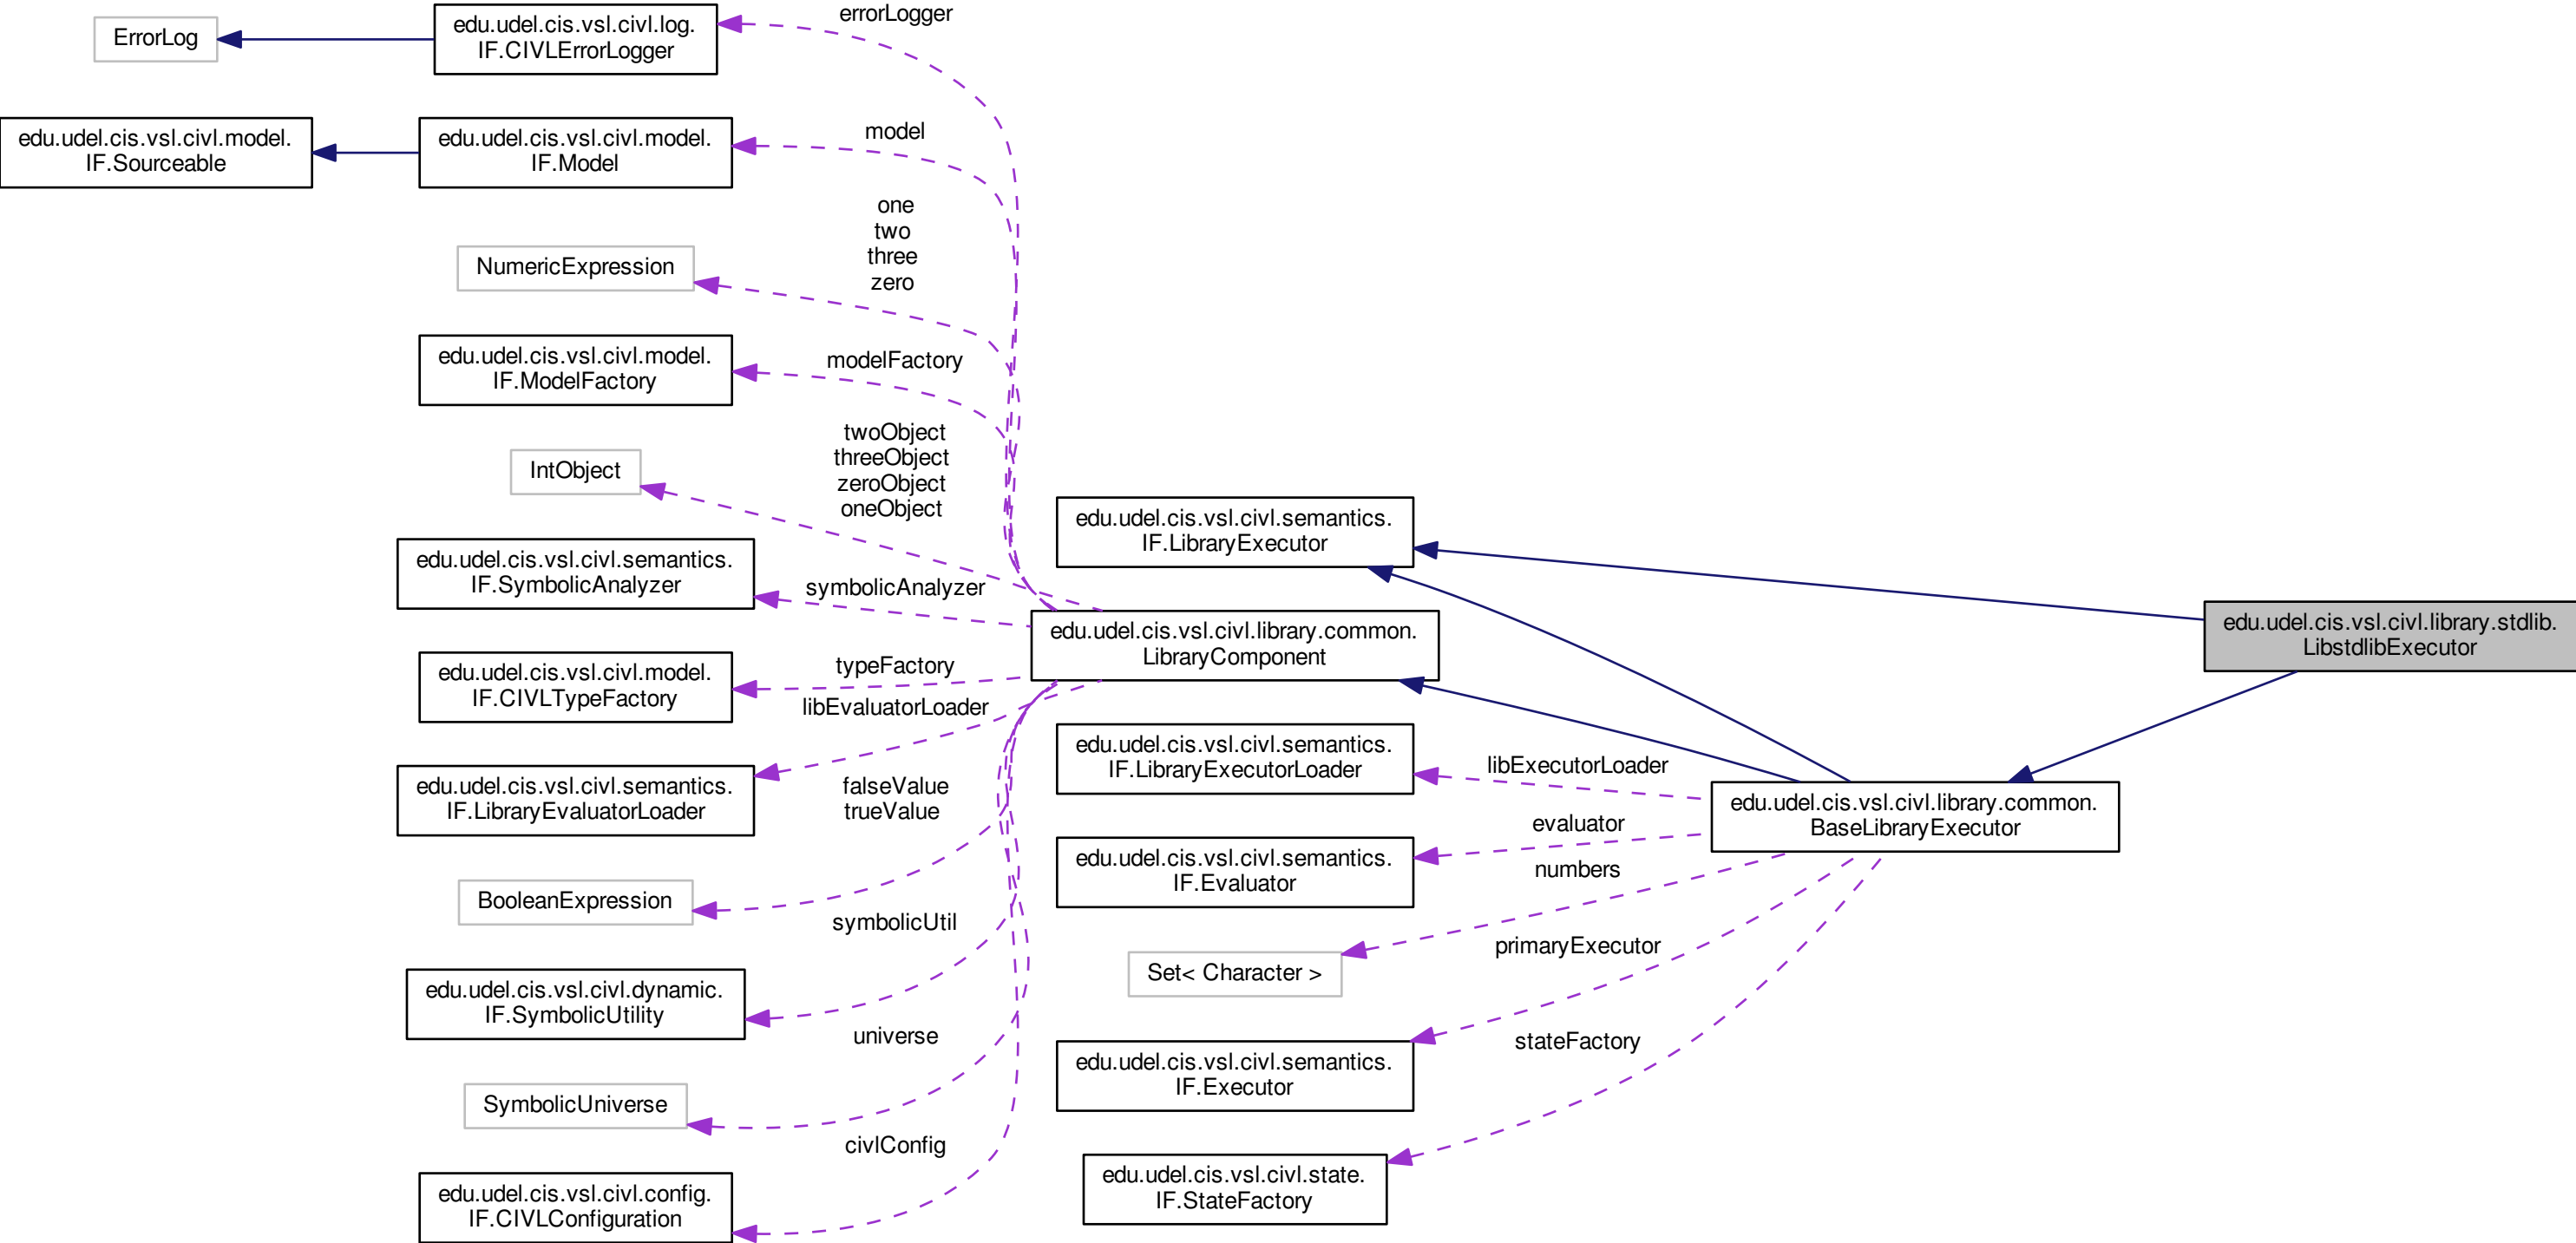 errorLogger
ErrorLog
edu.udel.cis.vsl.civl.log.
IF.CIVLErrorLogger
model
edu.udel.cis.vsl.civl.model.
IF.Sourceable
edu.udel.cis.vsl.civl.model.
IF.Model
one
two
three
zero
NumericExpression
edu.udel.cis.vsl.civl.model.
IF.ModelFactory
modelFactory
twoObject
threeObject
zeroObject
oneObject
IntObject
edu.udel.cis.vsl.civl.semantics.
IF.LibraryExecutor
edu.udel.cis.vsl.civl.semantics.
IF.SymbolicAnalyzer
symbolicAnalyzer
edu.udel.cis.vsl.civl.library.common.
LibraryComponent
edu.udel.cis.vsl.civl.library.stdlib.
LibstdlibExecutor
edu.udel.cis.vsl.civl.model.
IF.CIVLTypeFactory
typeFactory
libEvaluatorLoader
edu.udel.cis.vsl.civl.semantics.
IF.LibraryEvaluatorLoader
edu.udel.cis.vsl.civl.semantics.
IF.LibraryExecutorLoader
libExecutorLoader
edu.udel.cis.vsl.civl.library.common.
BaseLibraryExecutor
falseValue
trueValue
evaluator
edu.udel.cis.vsl.civl.semantics.
IF.Evaluator
numbers
BooleanExpression
symbolicUtil
primaryExecutor
Set< Character >
edu.udel.cis.vsl.civl.dynamic.
IF.SymbolicUtility
universe
stateFactory
edu.udel.cis.vsl.civl.semantics.
IF.Executor
SymbolicUniverse
civlConfig
edu.udel.cis.vsl.civl.state.
IF.StateFactory
edu.udel.cis.vsl.civl.config.
IF.CIVLConfiguration